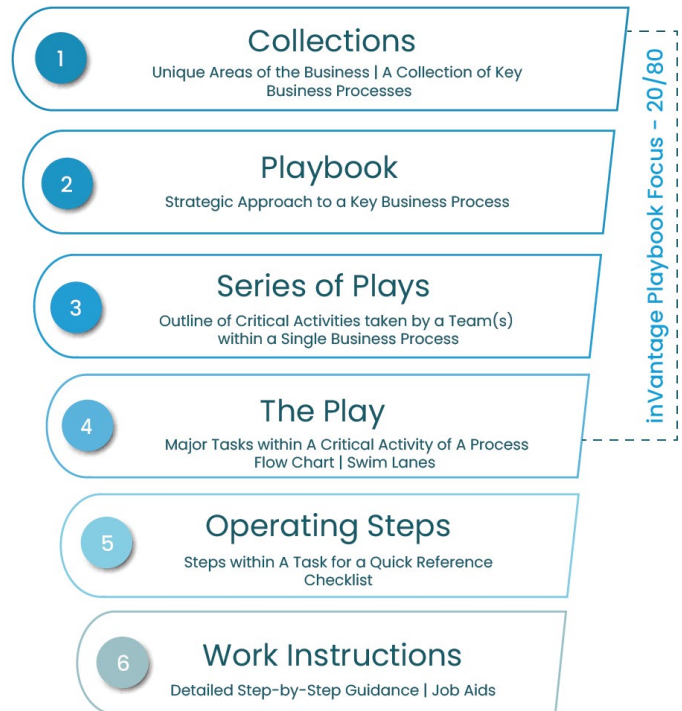 1
Collections
Unique Areas of the Business | A Collection of Key
Business Processes
2
Playbook
Strategic Approach to a Key Business Process
3
Series of Plays
Outline of Critical Activities taken by a Team(s)
within a Single Business Process
4
The Play
Major Tasks within A Critical Activity of A Process
Flow Chart | Swim Lanes
5
Operating Steps
Steps within A Task for a Quick Reference
Checklist
6
Work Instructions
Detailed Step-by-Step Guidance | Job Aids
inVantage Playbook Focus - 20/80